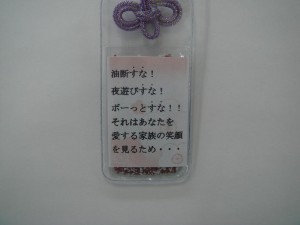 油断すな！
夜遊びすな！
ボーっとすな！！
それはあなたを
愛する家族の笑顔
を見るため・・・